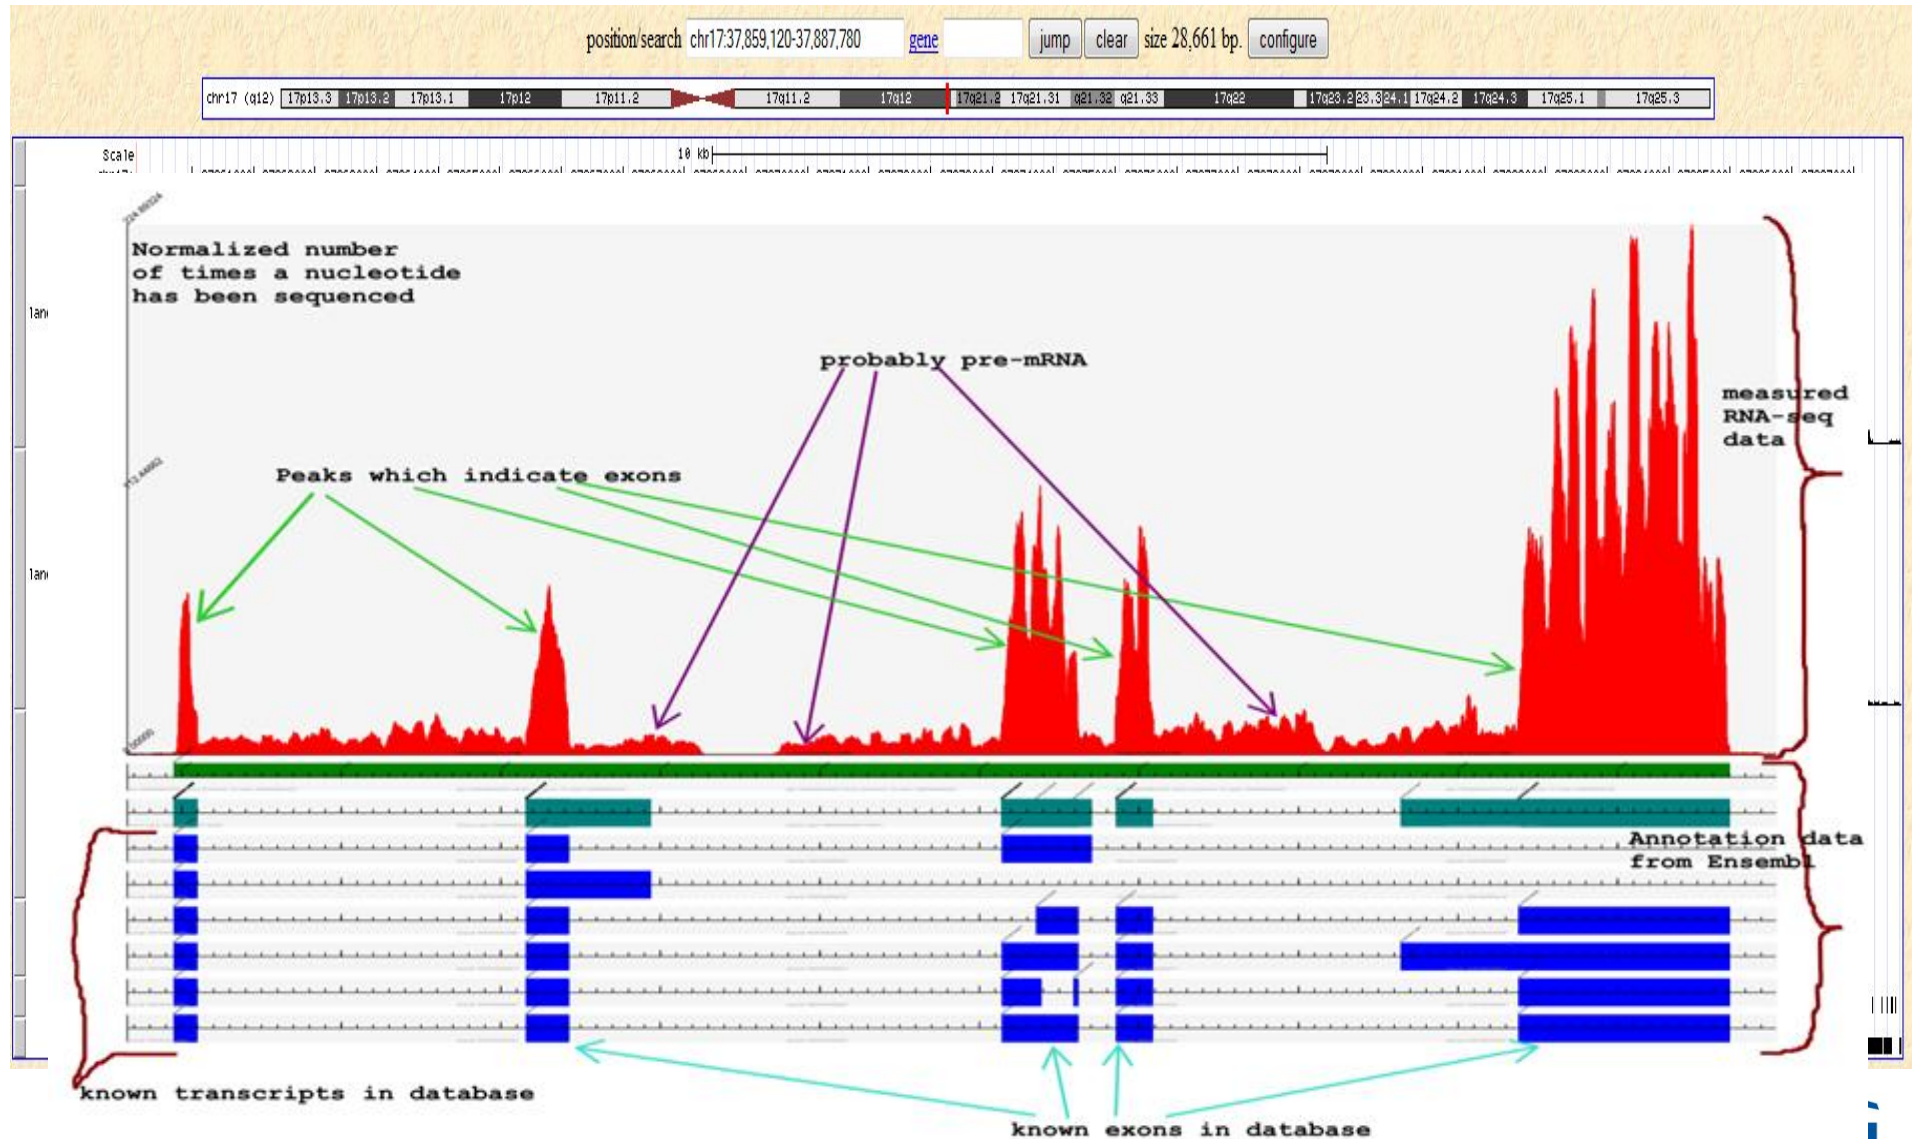 position/search chr17:37,859,120-37,887,780 gene jump clear size 28,661 bp. configure
chr17 (q12) 17p13.3 17p13.2 17p13.1 17p12 17p11.2 17q11.2 17q12 17q21.2 17q21.31 q21.32 q21.33 17q22 17q23.2 23.3 24.1 17q24.2 17q24.3 17q25.1 17q25.3
Scale 10 kb
Normalized number
of times a nucleotide
has been sequenced
lan
probably pre-mRNA
measured
RNA-seq
data
Peaks which indicate exons
lan
0.00000
Annotation data
from Ensembl
known transcripts in database
known exons in database